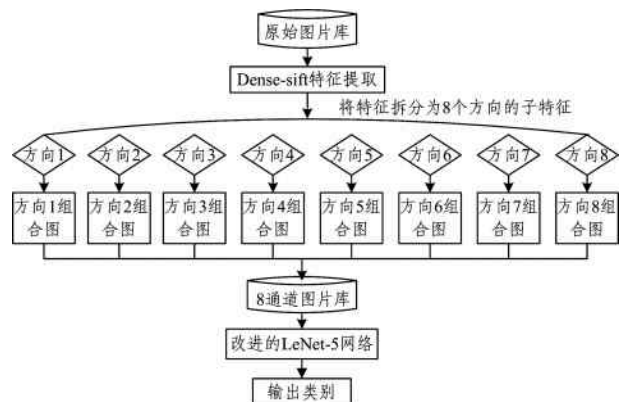 原始图片库
Dense-sift特征提取
将特征拆分为8个方向的子特征
方向1
方向2
方向3
方向4
方向5
方向6
方向7
方向8
方向1组
合图
方向2组
合图
方向3组
合图
方向4组
合图
方向5组
合图
方向6组
合图
方向7组
合图
方向8组
合图
8通道图片库
改进的LeNet-5网络
输出类别